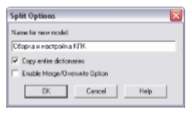 Split Options
Name for new model:
Сборка и настройка КПК
Copy entire dictionaries
Enable Merge/Overwrite Option
OK Cancel Help